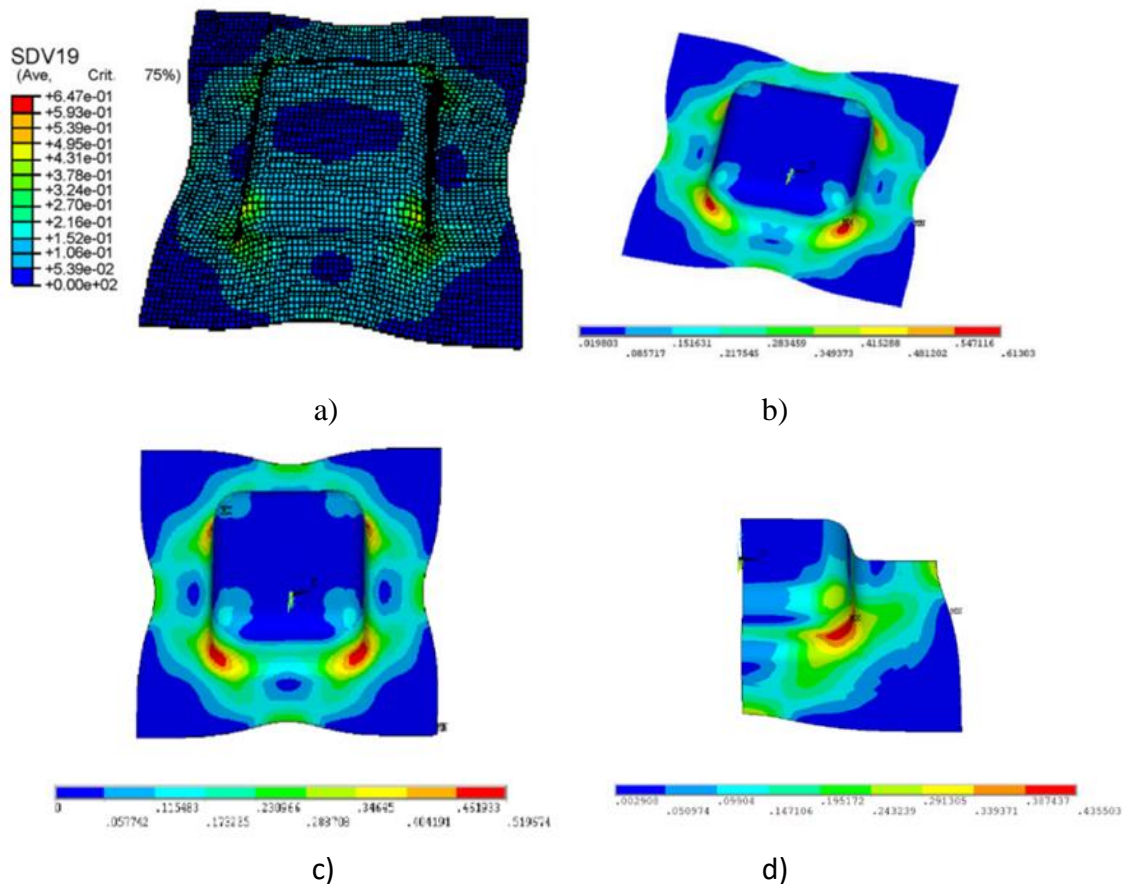 SDV19
(Ave, Crit. 75%)
+6.47e-01
+5.93e-01
+5.39e-01
+4.95e-01
+4.31e-01
+3.78e-01
+3.24e-01
+2.70e-01
+2.16e-01
+1.52e-01
+1.06e-01
+5.39e-02
+0.00e+02
a)
.019803 .151631 .283459 .415288 .547116
.085717 .217545 .349373 .481202 .61303
b)
0 .115483 .230966 .34645 .461933
.057742 .173225 .288708 .404191 .519674
c)
.002908 .09904 .195172 .291305 .387437
.050974 .147106 .243239 .339371 .435503
d)